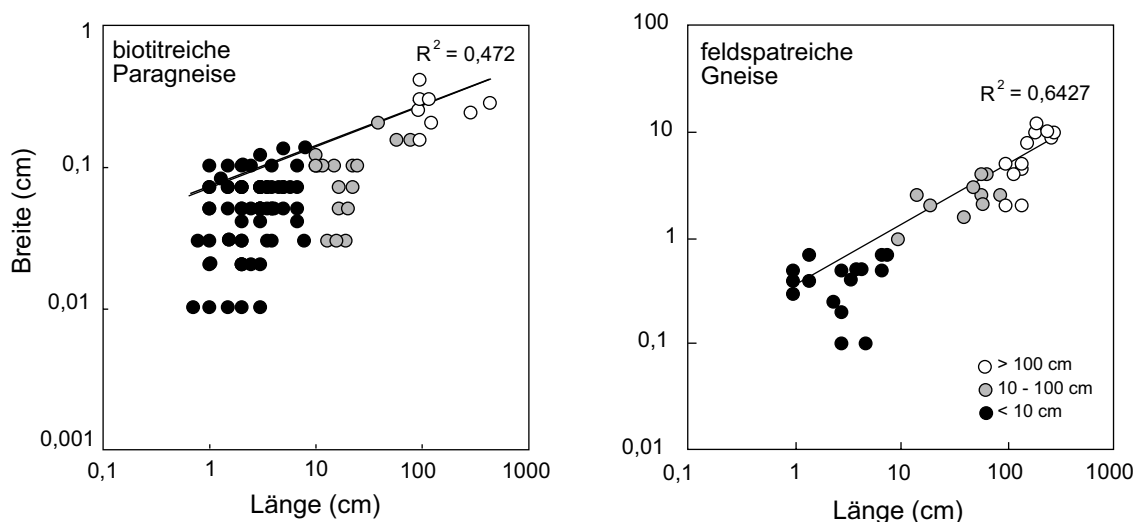 biotitreiche
Paragneise
R² = 0,472
1
0,1
0,01
0,001
Breite (cm)
0,1
1
10
100
1000
Länge (cm)
feldspatreiche
Gneise
R² = 0,6427
100
10
1
0,1
0,01
> 100 cm
10 - 100 cm
< 10 cm
0,1
1
10
100
1000
Länge (cm)